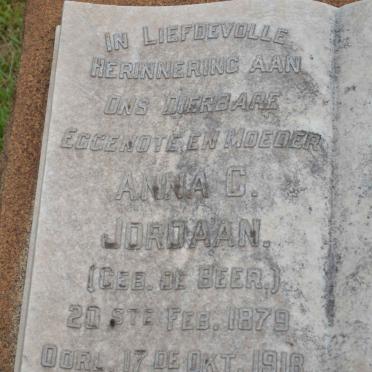 IN LIEFDEVOLLE
HERINNERING AAN
ONS DIERBARE
EGGENOTE EN MOEDER
ANNA C.
JORDAAN.
(GEB. DE BEER.)
20 STE FEB. 1879
OORL. 17 DE OKT. 1918